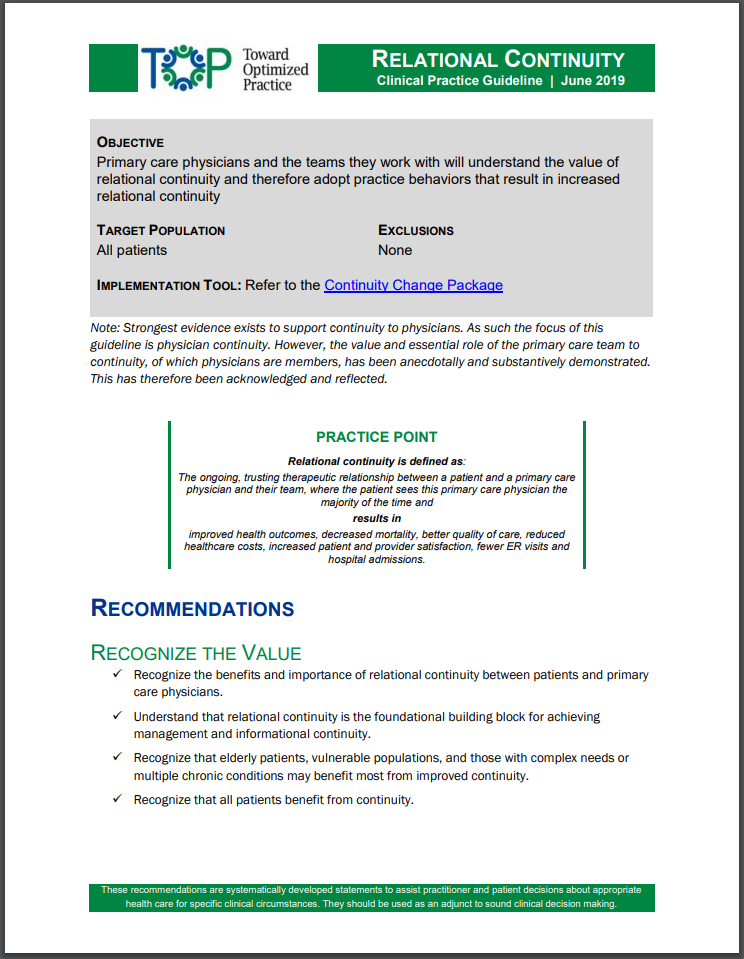 TOP
Toward
Optimized
Practice
RELATIONAL CONTINUITY
Clinical Practice Guideline | June 2019
OBJECTIVE
Primary care physicians and the teams they work with will understand the value of
relational continuity and therefore adopt practice behaviors that result in increased
relational continuity
TARGET POPULATION
All patients
EXCLUSIONS
None
IMPLEMENTATION TOOL: Refer to the Continuity Change Package
Note: Strongest evidence exists to support continuity to physicians. As such the focus of this
guideline is physician continuity. However, the value and essential role of the primary care team to
continuity, of which physicians are members, has been anecdotally and substantively demonstrated.
This has therefore been acknowledged and reflected.
PRACTICE POINT
Relational continuity is defined as:
The ongoing, trusting therapeutic relationship between a patient and a primary care
physician and their team, where the patient sees this primary care physician the
majority of the time and
results in
improved health outcomes, decreased mortality, better quality of care, reduced
healthcare costs, increased patient and provider satisfaction, fewer ER visits and
hospital admissions.
RECOMMENDATIONS
RECOGNIZE THE VALUE
✓ Recognize the benefits and importance of relational continuity between patients and primary
care physicians.
✓ Understand that relational continuity is the foundational building block for achieving
management and informational continuity.
✓ Recognize that elderly patients, vulnerable populations, and those with complex needs or
multiple chronic conditions may benefit most from improved continuity.
✓ Recognize that all patients benefit from continuity.
These recommendations are systematically developed statements to assist practitioner and patient decisions about appropriate
health care for specific clinical circumstances. They should be used as an adjunct to sound clinical decision making.